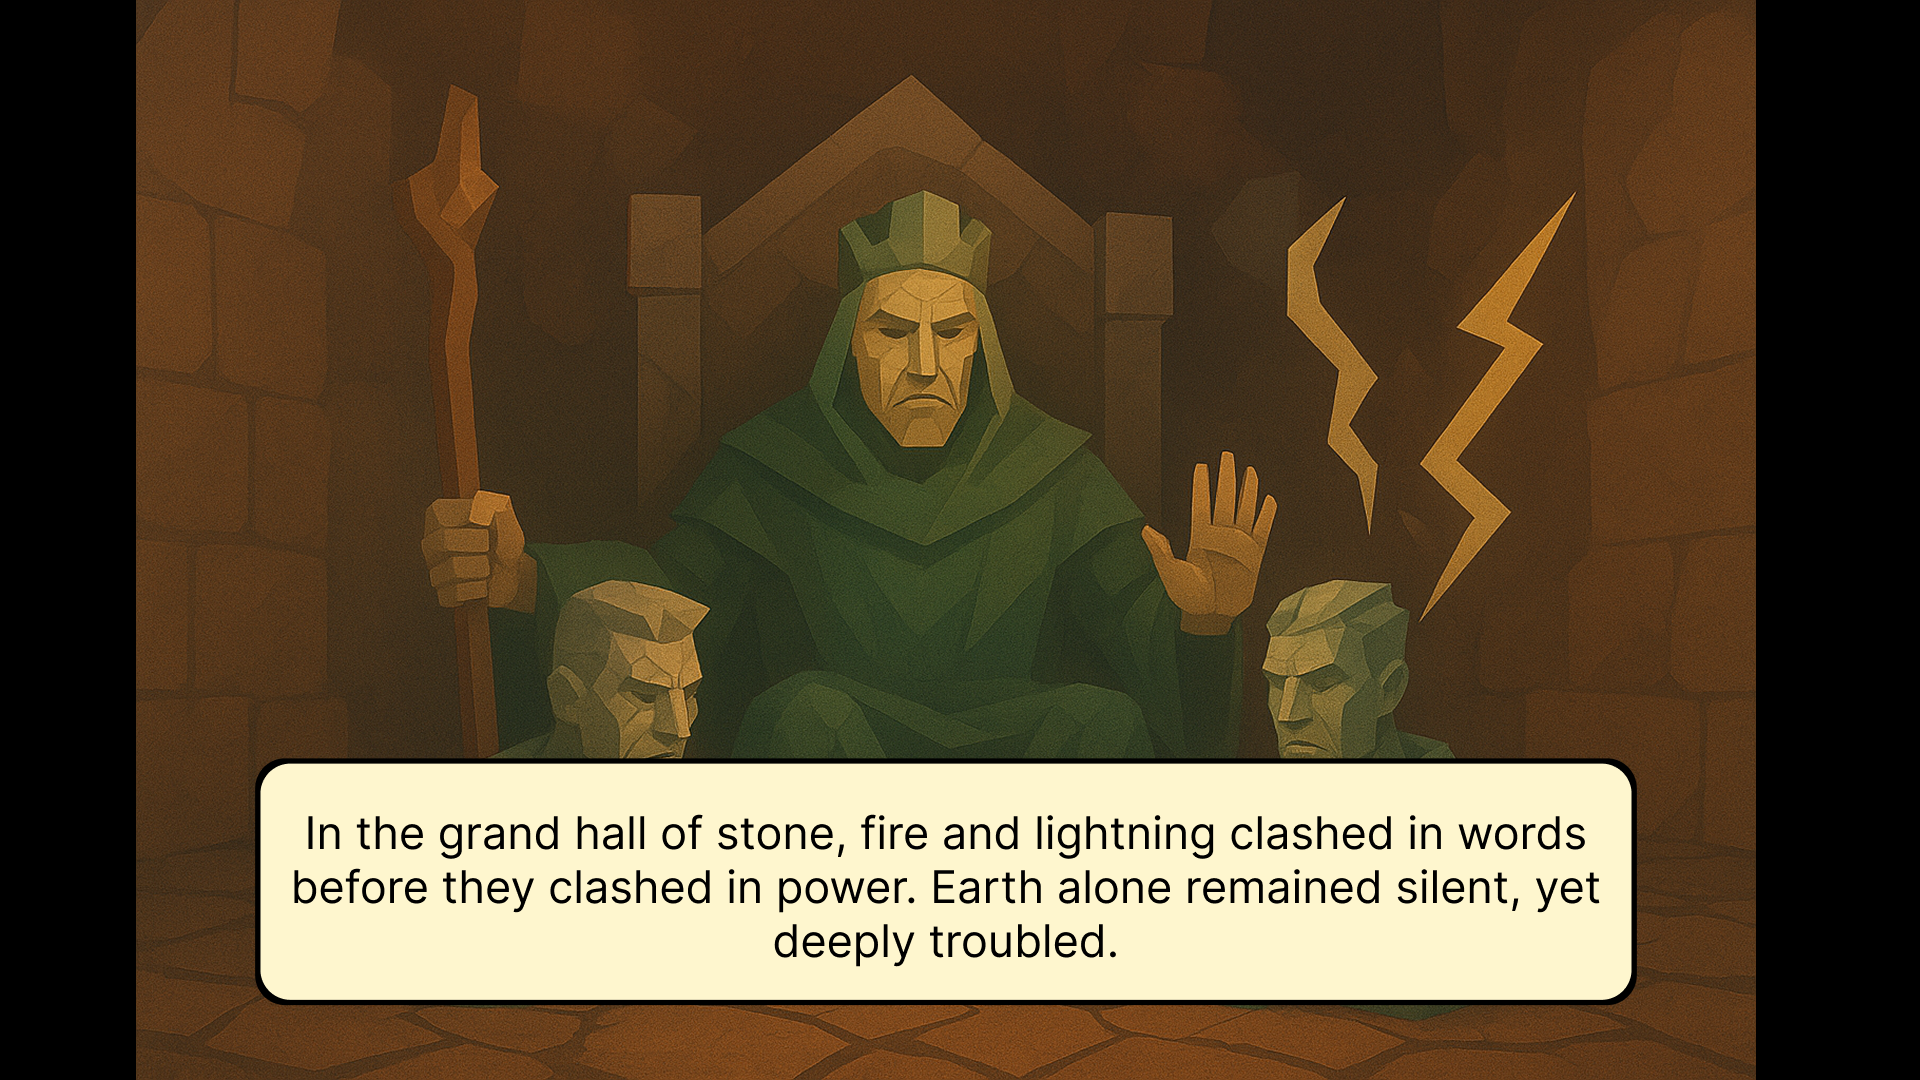 In the grand hall of stone, fire and lightning clashed in words
before they clashed in power. Earth alone remained silent, yet
deeply troubled.